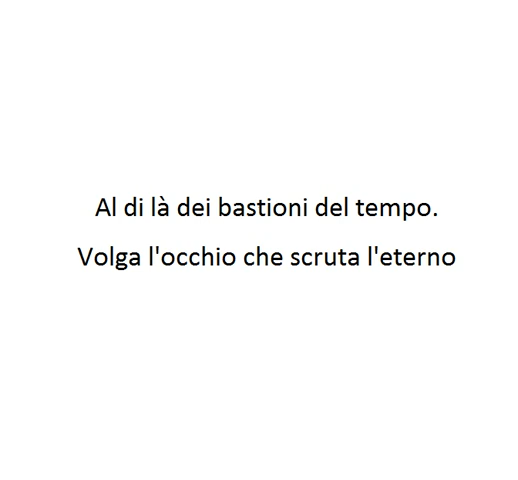 Al di là dei bastioni del tempo.
Volga l'occhio che scruta l'eterno